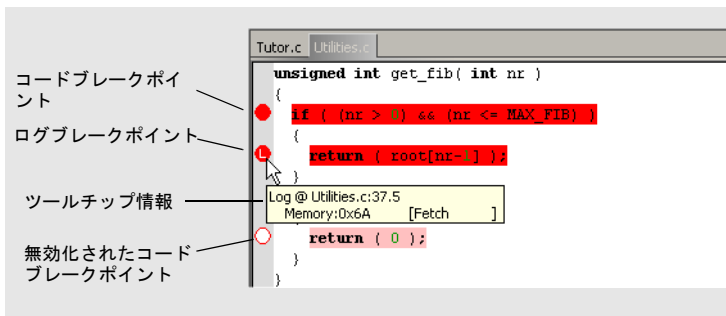 Tutor.c Utilities.c
unsigned int get_fib( int nr )
{
コードブレークポイ
ント
if ( (nr > 0) && (nr <= MAX_FIB) )
{
ログブレークポイント
return ( root[nr-1] );
}
ツールチップ情報
Log @ Utilities.c:37.5
Memory:0x6A [Fetch ]
{
無効化されたコード
ブレークポイント
return ( 0 );
}
}